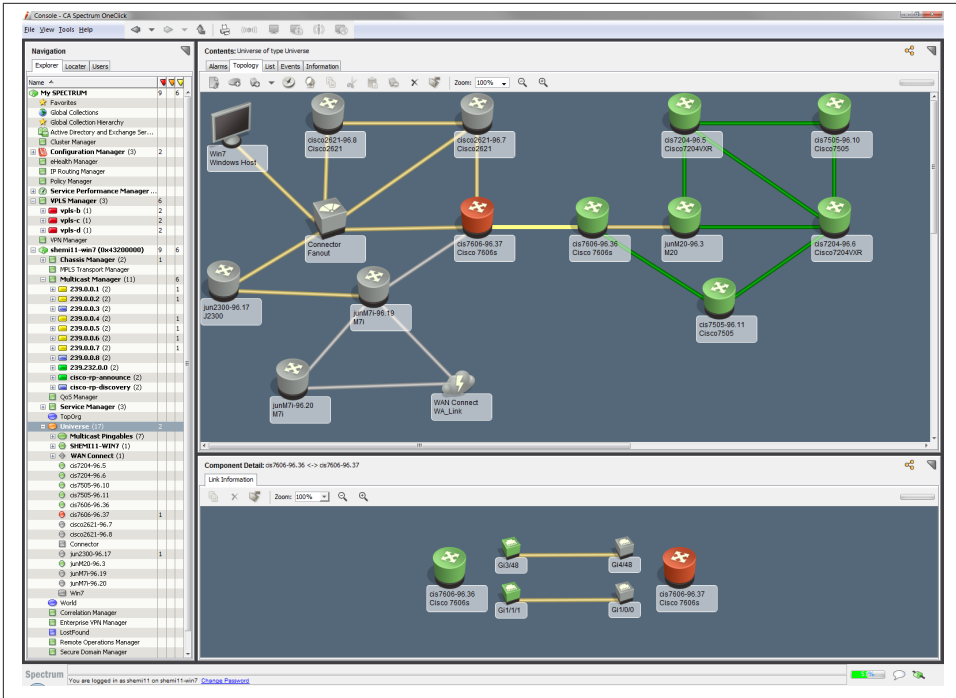 Console - CA Spectrum OneClick
File View Tools Help
Navigation
Explorer Locater Users
Name
My SPECTRUM 9 6
Favorites
Global Collections
Global Collection Hierarchy
Active Directory and Exchange Ser...
Cluster Manager
Configuration Manager (3) 2
eHealth Manager
IP Routing Manager
Policy Manager
Service Performance Manager ...
VPLS Manager (3) 6
vpls-b (1) 2
vpls-c (1) 2
vpls-d (1) 2
VPN Manager
shemi11-win7 (0x43200000) 9 6
Chassis Manager (2) 1
MPLS Transport Manager
Multicast Manager (11) 6
239.0.0.1 (2) 1
239.0.0.2 (2) 1
239.0.0.3 (2)
239.0.0.4 (2) 1
239.0.0.5 (2) 1
239.0.0.6 (2) 1
239.0.0.7 (2) 1
239.0.0.8 (2)
239.232.0.0 (2)
cisco-rp-announce (2)
cisco-rp-discovery (2)
QoS Manager
Service Manager (3)
TopOrg
Universe (17) 2
Multicast Pingables (7)
SHEMI11-WIN7 (1)
WAN Connect (1)
cis7204-96.5
cis7204-96.6
cis7505-96.10
cis7505-96.11
cis7606-96.36
cis7606-96.37 1
cisco2621-96.7
cisco2621-96.8
Connector
jun2300-96.17 1
junM20-96.3
junM7i-96.19
junM7i-96.20
Win7
World
Correlation Manager
Enterprise VPN Manager
LostFound
Remote Operations Manager
Secure Domain Manager
Contents: Universe of type Universe
Alarms Topology List Events Information
Zoom: 100%
Win7
Windows Host
cisco2621-96.8
Cisco2621
cisco2621-96.7
Cisco2621
cis7204-96.5
Cisco7204VXR
cis7505-96.10
Cisco7505
Connector
Fanout
cis7606-96.37
Cisco 7606s
cis7606-96.36
Cisco 7606s
junM20-96.3
M20
cis7204-96.6
Cisco7204VXR
jun2300-96.17
J2300
junM7i-96.19
M7i
cis7505-96.11
Cisco7505
junM7i-96.20
M7i
WAN Connect
WA_Link
Component Detail: cis7606-96.36 <-> cis7606-96.37
Link Information
Zoom: 100%
cis7606-96.36
Cisco 7606s
Gi3/48
Gi4/48
Gi1/1/1
Gi1/0/0
cis7606-96.37
Cisco 7606s
Spectrum
You are logged in as shemi11 on shemi11-win7 Change Password